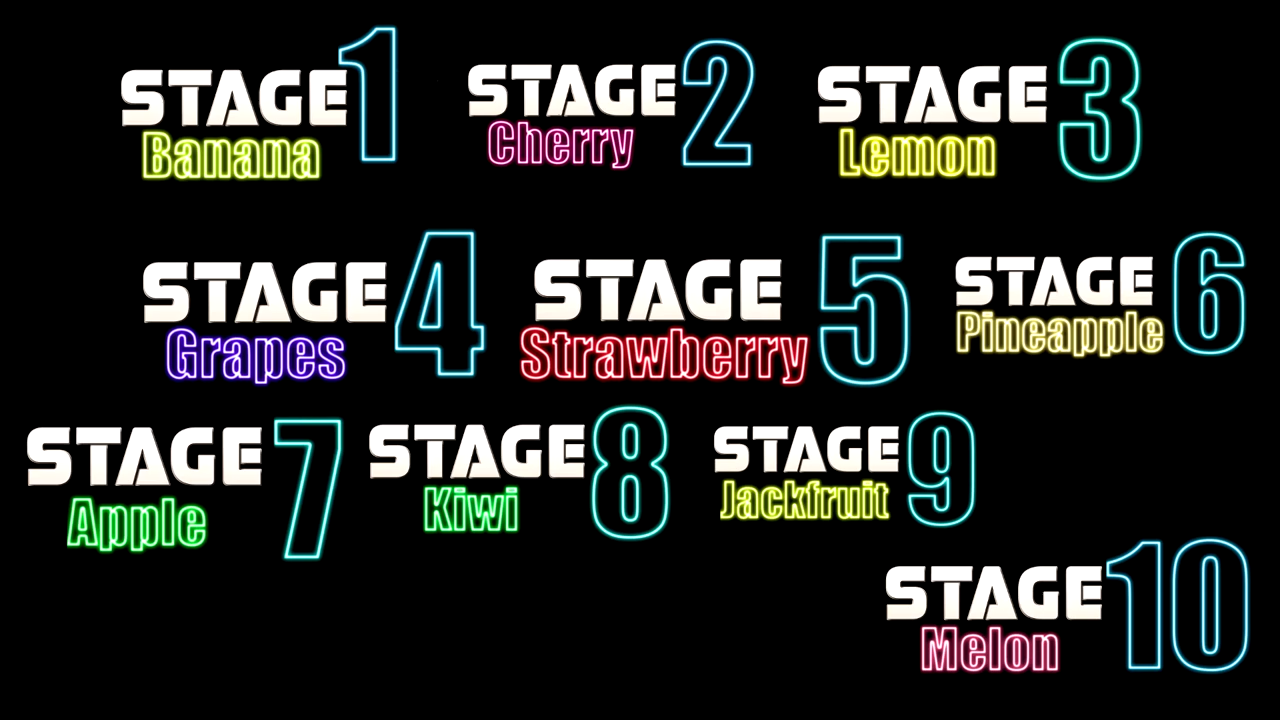 STAGE 1
Banana
STAGE 2
Cherry
STAGE 3
Lemon
STAGE 4
Grapes
STAGE 5
Strawberry
STAGE 6
Pineapple
STAGE 7
Apple
STAGE 8
Kiwi
STAGE 9
Jackfruit
STAGE 10
Melon